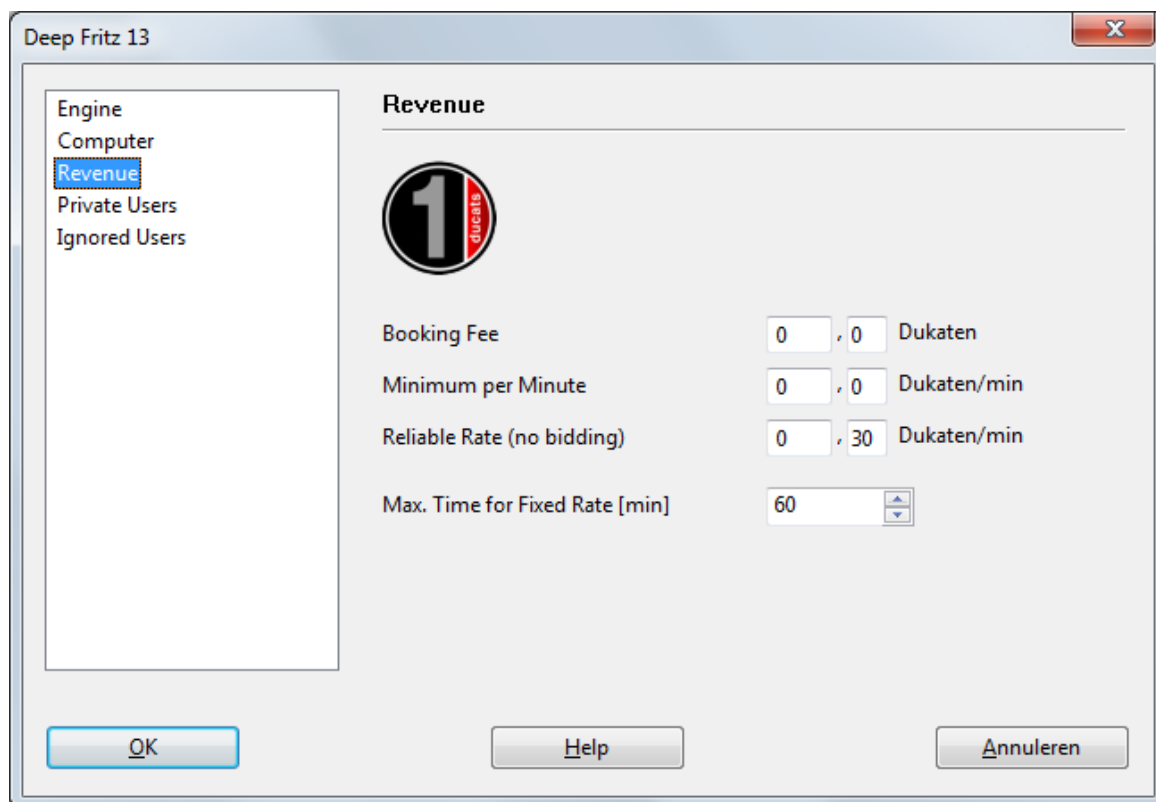 Deep Fritz 13
Engine
Computer
Revenue
Private Users
Ignored Users
Revenue
1 ducats
Booking Fee 0 , 0 Dukaten
Minimum per Minute 0 , 0 Dukaten/min
Reliable Rate (no bidding) 0 , 30 Dukaten/min
Max. Time for Fixed Rate [min] 60
OK Help Annuleren